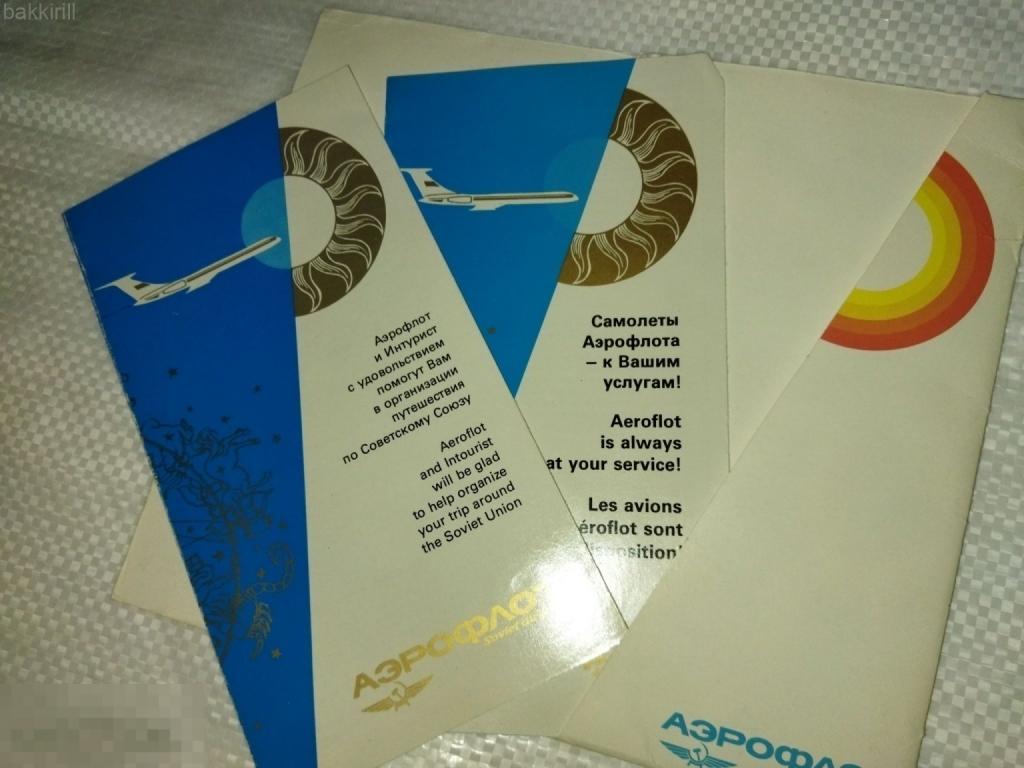 bakkirill
Аэрофлот
и Интурист
с удовольствием
помогут Вам
в организации
путешествия
по Советскому Союзу
Aeroflot
and Intourist
will be glad
to help organize
your trip around
the Soviet Union
АЭРОФЛОТ
Soviet
Самолеты
Аэрофлота
– к Вашим
услугам!
Aeroflot
is always
at your service!
Les avions
éroflot sont
АЭРОФЛО